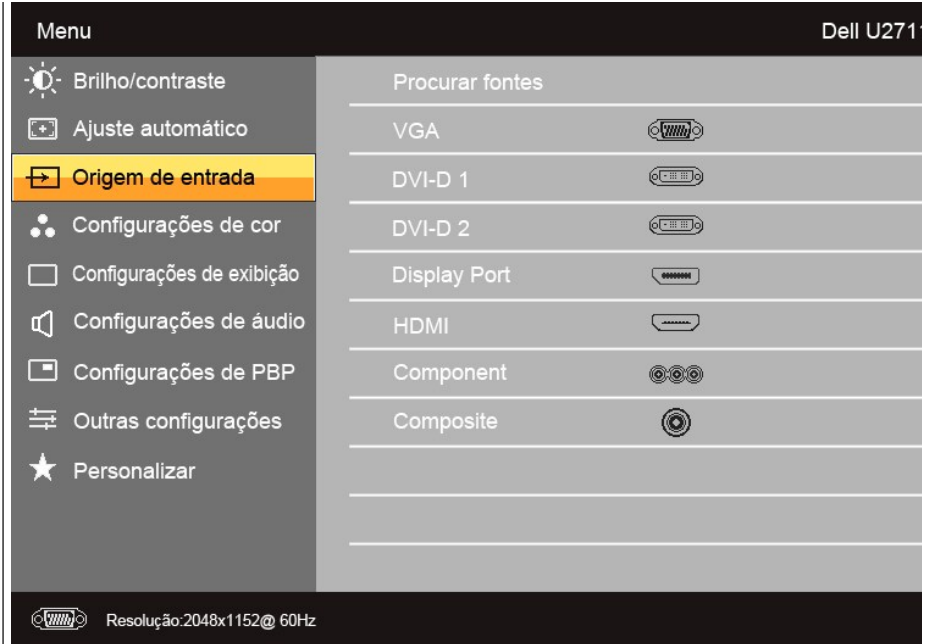 Menu
Dell U2711
Brilho/contraste
Ajuste automático
Origem de entrada
Configurações de cor
Configurações de exibição
Configurações de áudio
Configurações de PBP
Outras configurações
Personalizar
Procurar fontes
VGA
DVI-D 1
DVI-D 2
Display Port
HDMI
Component
Composite
Resolução:2048x1152@ 60Hz